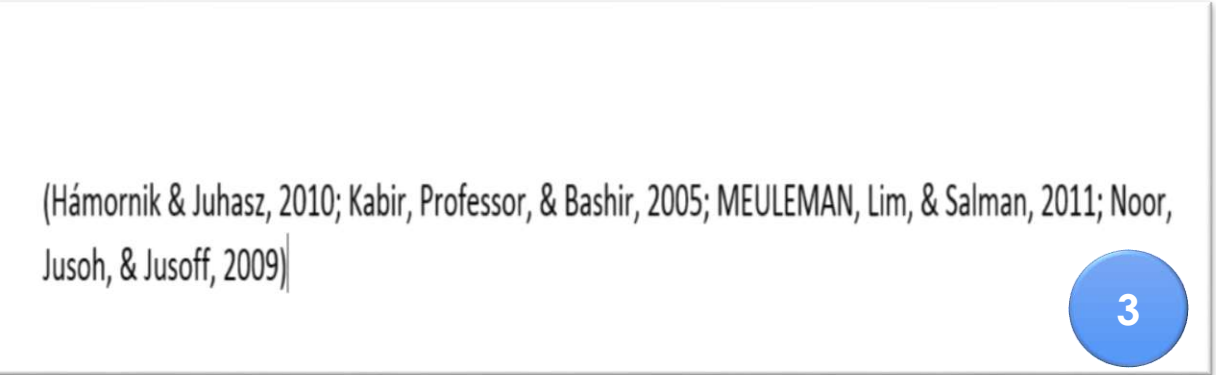 (Hámornik & Juhasz, 2010; Kabir, Professor, & Bashir, 2005; MEULEMAN, Lim, & Salman, 2011; Noor,
Jusoh, & Jusoff, 2009)
3